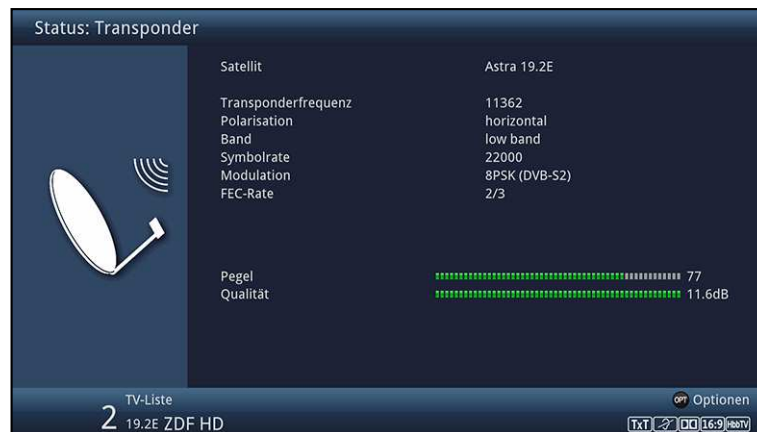 Status: Transponder
Satellit Astra 19.2E
Transponderfrequenz 11362
Polarisation horizontal
Band low band
Symbolrate 22000
Modulation 8PSK (DVB-S2)
FEC-Rate 2/3
Pegel 77
Qualität 11.6dB
TV-Liste
OPT Optionen
2 19.2E ZDF HD
TxT 16:9 HbbTV